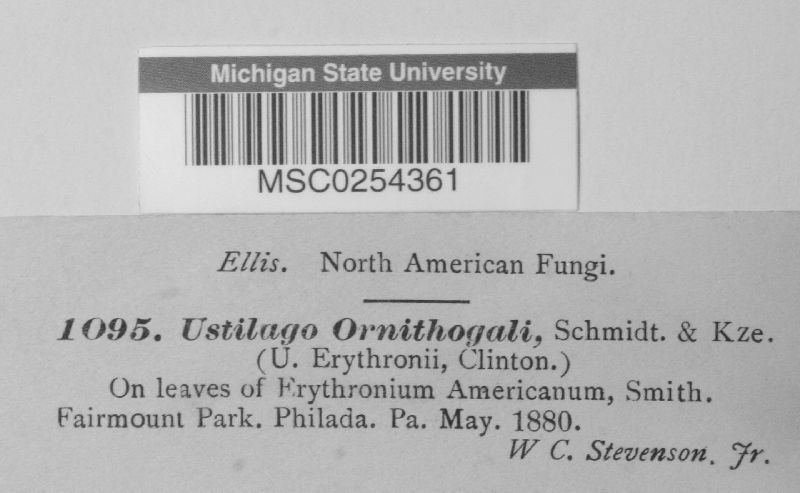 Michigan State University
MSC0254361
Ellis. North American Fungi.
1095. Ustilago Ornithogali, Schmidt. & Kze.
(U. Erythronii, Clinton.)
On leaves of Erythronium Americanum, Smith.
Fairmount Park. Philada. Pa. May. 1880.
W C. Stevenson. Jr.